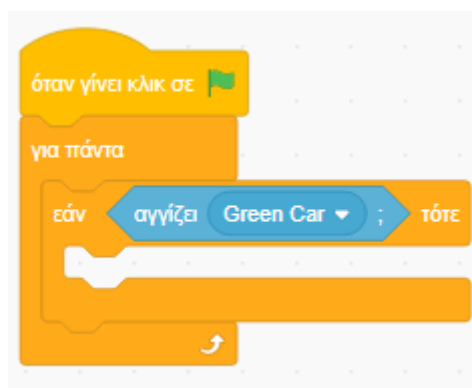 όταν γίνει κλικ σε
για πάντα
εάν αγγίζει Green Car ; τότε